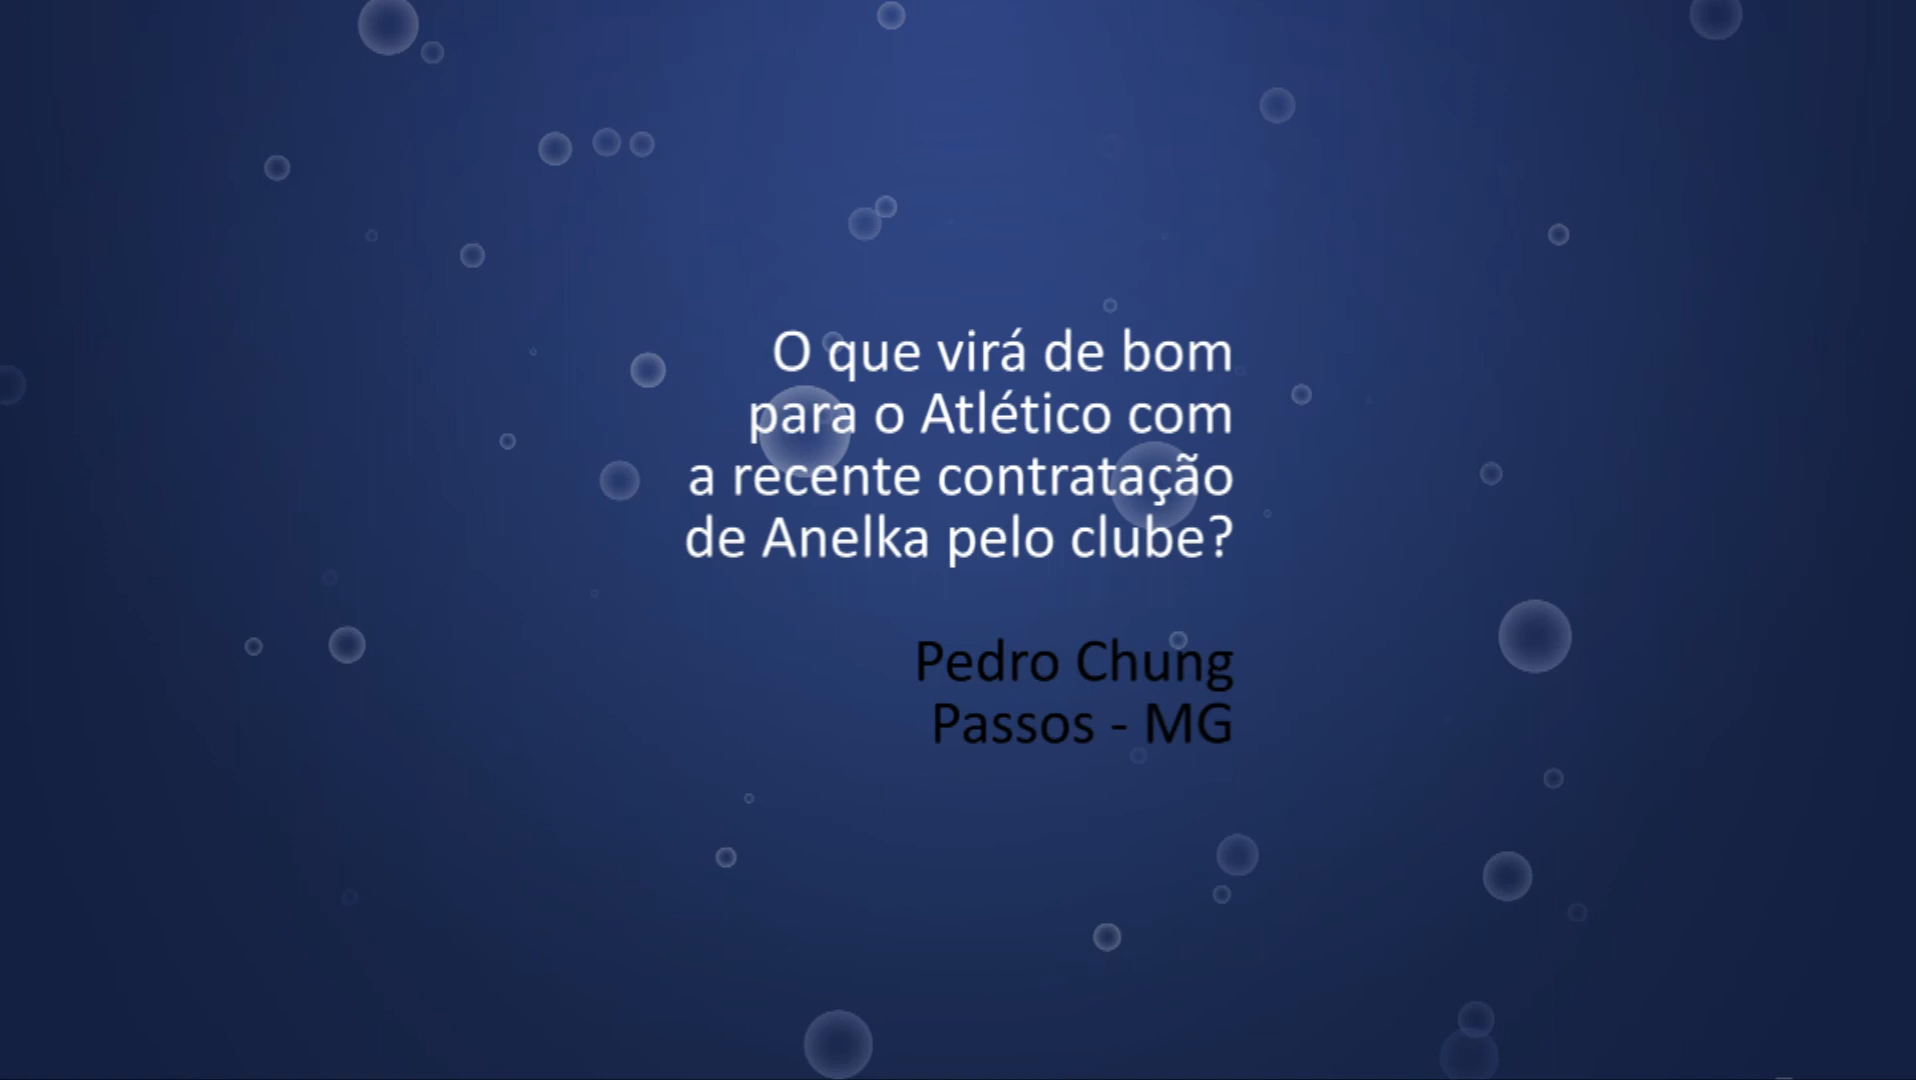 O que virá de bom
para o Atlético com
a recente contratação
de Anelka pelo clube?
Pedro Chung
Passos - MG